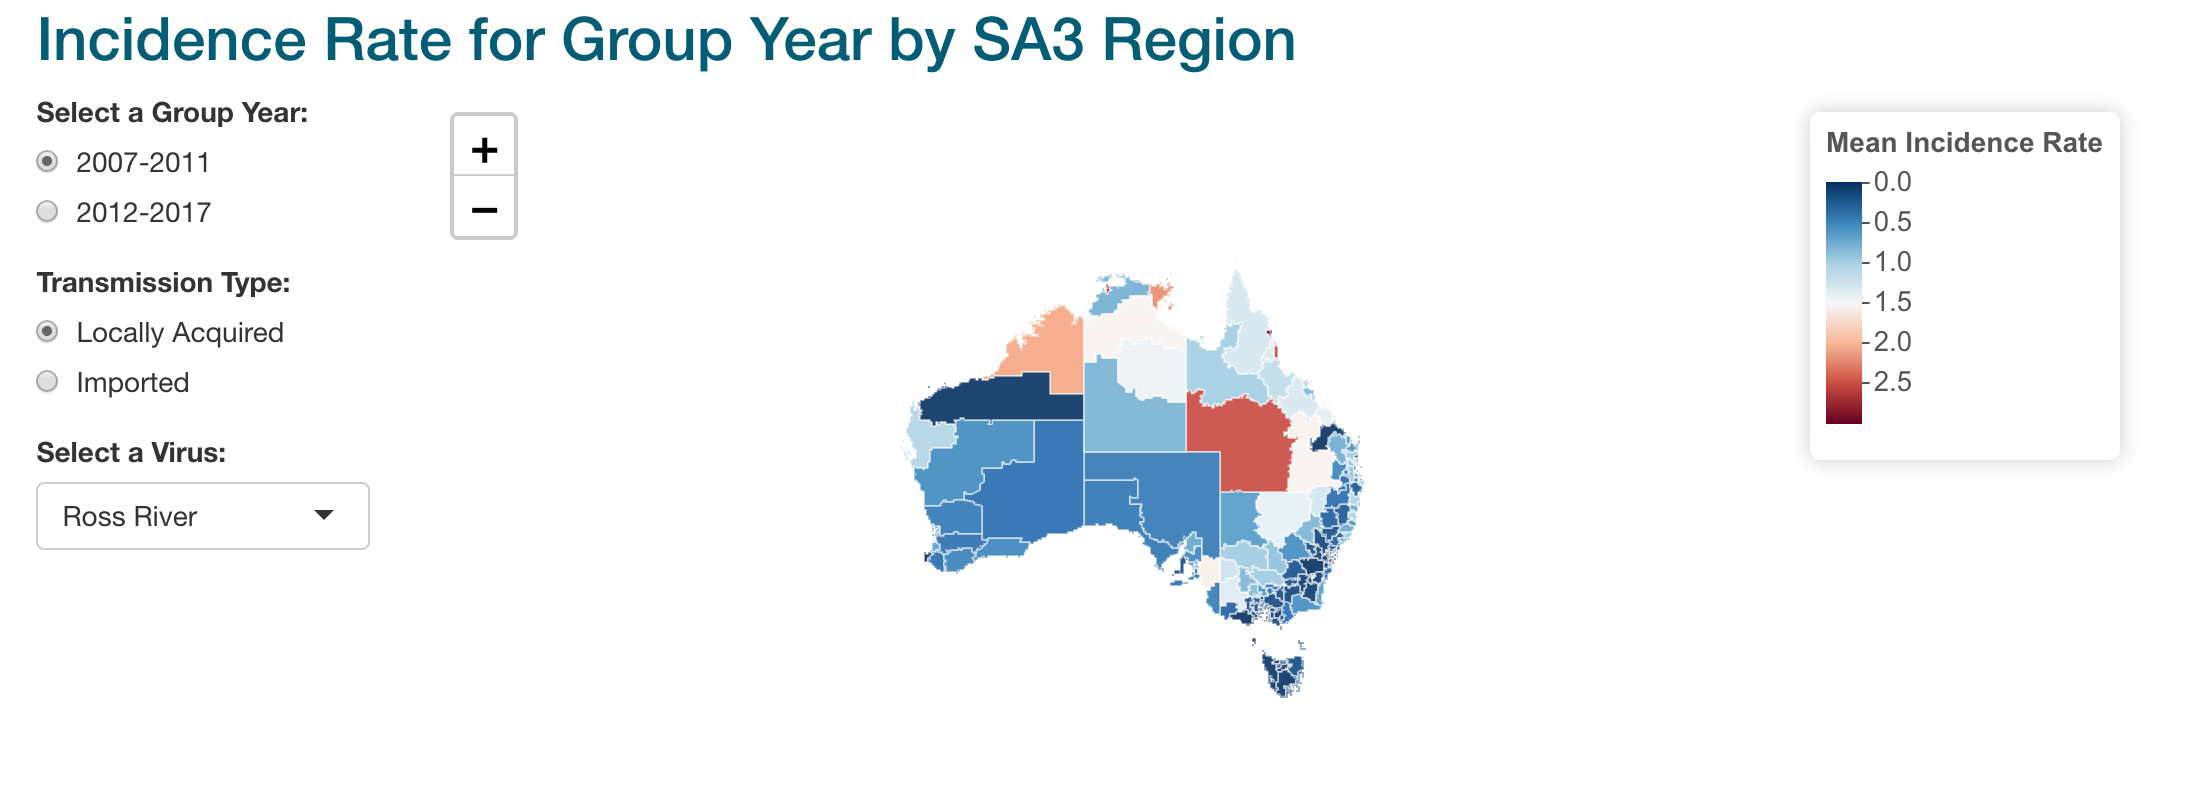 Incidence Rate for Group Year by SA3 Region
Select a Group Year:
2007-2011
2012-2017
Transmission Type:
Locally Acquired
Imported
Select a Virus:
Ross River
+
−
Mean Incidence Rate
0.0
0.5
1.0
1.5
2.0
2.5